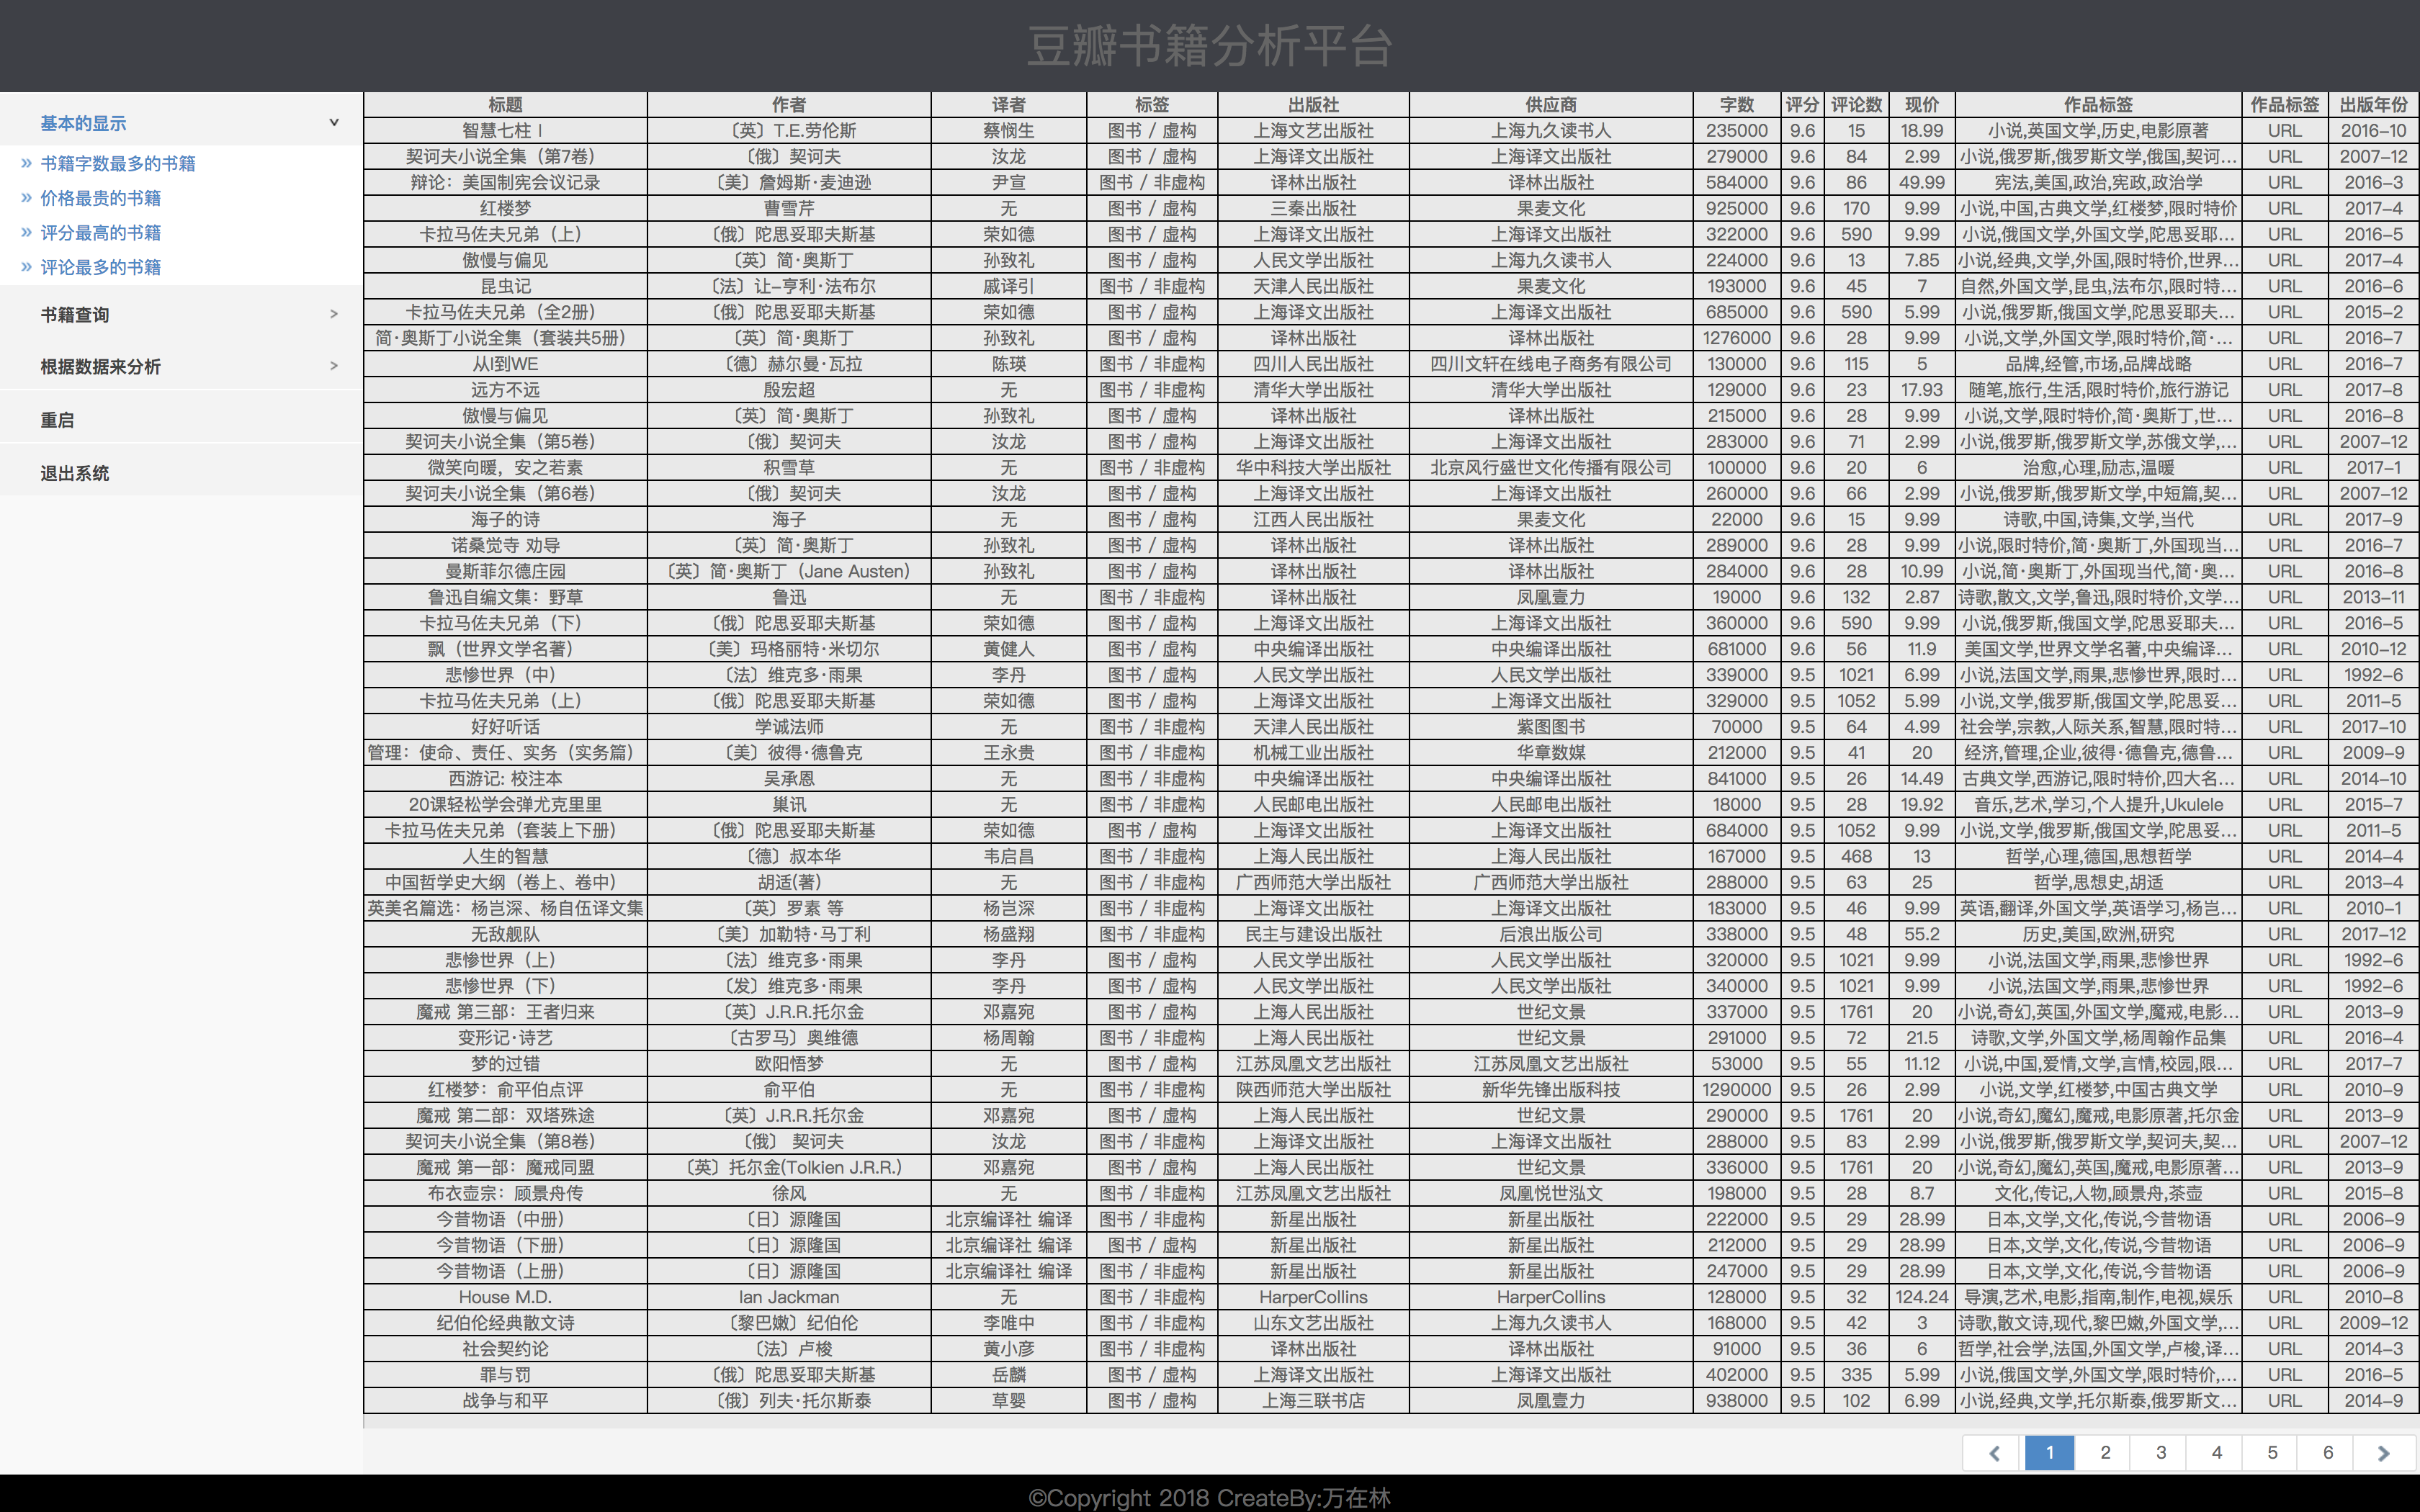 豆瓣书籍分析平台
基本的显示
» 书籍字数最多的书籍
» 价格最贵的书籍
» 评分最高的书籍
» 评论最多的书籍
书籍查询 >
根据数据来分析 >
重启
退出系统
标题 作者 译者 标签 出版社 供应商 字数 评分 评论数 现价 作品标签 作品标签 出版年份
智慧七柱 I 〔英〕T.E.劳伦斯 蔡悯生 图书 / 虚构 上海文艺出版社 上海九久读书人 235000 9.6 15 18.99 小说,英国文学,历史,电影原著 URL 2016-10
契诃夫小说全集（第7卷） 〔俄〕契诃夫 汝龙 图书 / 虚构 上海译文出版社 上海译文出版社 279000 9.6 84 2.99 小说,俄罗斯,俄罗斯文学,俄国,契诃... URL 2007-12
辩论：美国制宪会议记录 〔美〕詹姆斯·麦迪逊 尹宣 图书 / 非虚构 译林出版社 译林出版社 584000 9.6 86 49.99 宪法,美国,政治,宪政,政治学 URL 2016-3
红楼梦 曹雪芹 无 图书 / 虚构 三秦出版社 果麦文化 925000 9.6 170 9.99 小说,中国,古典文学,红楼梦,限时特价 URL 2017-4
卡拉马佐夫兄弟（上） 〔俄〕陀思妥耶夫斯基 荣如德 图书 / 虚构 上海译文出版社 上海译文出版社 322000 9.6 590 9.99 小说,俄国文学,外国文学,陀思妥耶... URL 2016-5
傲慢与偏见 〔英〕简·奥斯丁 孙致礼 图书 / 虚构 人民文学出版社 上海九久读书人 224000 9.6 13 7.85 小说,经典,文学,外国,限时特价,世界... URL 2017-4
昆虫记 〔法〕让-亨利·法布尔 戚译引 图书 / 非虚构 天津人民出版社 果麦文化 193000 9.6 45 7 自然,外国文学,昆虫,法布尔,限时特... URL 2016-6
卡拉马佐夫兄弟（全2册） 〔俄〕陀思妥耶夫斯基 荣如德 图书 / 虚构 上海译文出版社 上海译文出版社 685000 9.6 590 5.99 小说,俄罗斯,俄国文学,陀思妥耶夫... URL 2015-2
简·奥斯丁小说全集（套装共5册） 〔英〕简·奥斯丁 孙致礼 图书 / 虚构 译林出版社 译林出版社 1276000 9.6 28 9.99 小说,文学,外国文学,限时特价,简·... URL 2016-7
从I到WE 〔德〕赫尔曼·瓦拉 陈瑛 图书 / 非虚构 四川人民出版社 四川文轩在线电子商务有限公司 130000 9.6 115 5 品牌,经管,市场,品牌战略 URL 2016-7
远方不远 殷宏超 无 图书 / 非虚构 清华大学出版社 清华大学出版社 129000 9.6 23 17.93 随笔,旅行,生活,限时特价,旅行游记 URL 2017-8
傲慢与偏见 〔英〕简·奥斯丁 孙致礼 图书 / 虚构 译林出版社 译林出版社 215000 9.6 28 9.99 小说,文学,限时特价,简·奥斯丁,世... URL 2016-8
契诃夫小说全集（第5卷） 〔俄〕契诃夫 汝龙 图书 / 虚构 上海译文出版社 上海译文出版社 283000 9.6 71 2.99 小说,俄罗斯,俄罗斯文学,苏俄文学,... URL 2007-12
微笑向暖，安之若素 积雪草 无 图书 / 非虚构 华中科技大学出版社 北京风行盛世文化传播有限公司 100000 9.6 20 6 治愈,心理,励志,温暖 URL 2017-1
契诃夫小说全集（第6卷） 〔俄〕契诃夫 汝龙 图书 / 虚构 上海译文出版社 上海译文出版社 260000 9.6 66 2.99 小说,俄罗斯,俄罗斯文学,中短篇,契... URL 2007-12
海子的诗 海子 无 图书 / 虚构 江西人民出版社 果麦文化 22000 9.6 15 9.99 诗歌,中国,诗集,文学,当代 URL 2017-9
诺桑觉寺 劝导 〔英〕简·奥斯丁 孙致礼 图书 / 虚构 译林出版社 译林出版社 289000 9.6 28 9.99 小说,限时特价,简·奥斯丁,外国现当... URL 2016-7
曼斯菲尔德庄园 〔英〕简·奥斯丁（Jane Austen） 孙致礼 图书 / 虚构 译林出版社 译林出版社 284000 9.6 28 10.99 小说,简·奥斯丁,外国现当代,简·奥... URL 2016-8
鲁迅自编文集：野草 鲁迅 无 图书 / 非虚构 译林出版社 凤凰壹力 19000 9.6 132 2.87 诗歌,散文,文学,鲁迅,限时特价,文学... URL 2013-11
卡拉马佐夫兄弟（下） 〔俄〕陀思妥耶夫斯基 荣如德 图书 / 虚构 上海译文出版社 上海译文出版社 360000 9.6 590 9.99 小说,俄罗斯,俄国文学,陀思妥耶夫... URL 2016-5
飘（世界文学名著） 〔美〕玛格丽特·米切尔 黄健人 图书 / 虚构 中央编译出版社 中央编译出版社 681000 9.6 56 11.9 美国文学,世界文学名著,中央编译... URL 2010-12
悲惨世界（中） 〔法〕维克多·雨果 李丹 图书 / 虚构 人民文学出版社 人民文学出版社 339000 9.5 1021 6.99 小说,法国文学,雨果,悲惨世界,限时... URL 1992-6
卡拉马佐夫兄弟（上） 〔俄〕陀思妥耶夫斯基 荣如德 图书 / 虚构 上海译文出版社 上海译文出版社 329000 9.5 1052 5.99 小说,文学,俄罗斯,俄国文学,陀思妥... URL 2011-5
好好听话 学诚法师 无 图书 / 非虚构 天津人民出版社 紫图图书 70000 9.5 64 4.99 社会学,宗教,人际关系,智慧,限时特... URL 2017-10
管理：使命、责任、实务（实务篇） 〔美〕彼得·德鲁克 王永贵 图书 / 非虚构 机械工业出版社 华章数媒 212000 9.5 41 20 经济,管理,企业,彼得·德鲁克,德鲁... URL 2009-9
西游记: 校注本 吴承恩 无 图书 / 非虚构 中央编译出版社 中央编译出版社 841000 9.5 26 14.49 古典文学,西游记,限时特价,四大名... URL 2014-10
20课轻松学会弹尤克里里 巢讯 无 图书 / 非虚构 人民邮电出版社 人民邮电出版社 18000 9.5 28 19.92 音乐,艺术,学习,个人提升,Ukulele URL 2015-7
卡拉马佐夫兄弟（套装上下册） 〔俄〕陀思妥耶夫斯基 荣如德 图书 / 虚构 上海译文出版社 上海译文出版社 684000 9.5 1052 9.99 小说,文学,俄罗斯,俄国文学,陀思妥... URL 2011-5
人生的智慧 〔德〕叔本华 韦启昌 图书 / 非虚构 上海人民出版社 上海人民出版社 167000 9.5 468 13 哲学,心理,德国,思想哲学 URL 2014-4
中国哲学史大纲（卷上、卷中） 胡适(著) 无 图书 / 非虚构 广西师范大学出版社 广西师范大学出版社 288000 9.5 63 25 哲学,思想史,胡适 URL 2013-4
英美名篇选：杨岂深、杨自伍译文集 〔英〕罗素 等 杨岂深 图书 / 非虚构 上海译文出版社 上海译文出版社 183000 9.5 46 9.99 英语,翻译,外国文学,英语学习,杨岂... URL 2010-1
无敌舰队 〔美〕加勒特·马丁利 杨盛翔 图书 / 非虚构 民主与建设出版社 后浪出版公司 338000 9.5 48 55.2 历史,美国,欧洲,研究 URL 2017-12
悲惨世界（上） 〔法〕维克多·雨果 李丹 图书 / 虚构 人民文学出版社 人民文学出版社 320000 9.5 1021 9.99 小说,法国文学,雨果,悲惨世界 URL 1992-6
悲惨世界（下） 〔发〕维克多·雨果 李丹 图书 / 虚构 人民文学出版社 人民文学出版社 340000 9.5 1021 9.99 小说,法国文学,雨果,悲惨世界 URL 1992-6
魔戒 第三部：王者归来 〔英〕J.R.R.托尔金 邓嘉宛 图书 / 虚构 上海人民出版社 世纪文景 337000 9.5 1761 20 小说,奇幻,英国,外国文学,魔戒,电影... URL 2013-9
变形记·诗艺 〔古罗马〕奥维德 杨周翰 图书 / 非虚构 上海人民出版社 世纪文景 291000 9.5 72 21.5 诗歌,文学,外国文学,杨周翰作品集 URL 2016-4
梦的过错 欧阳悟梦 无 图书 / 虚构 江苏凤凰文艺出版社 江苏凤凰文艺出版社 53000 9.5 55 11.12 小说,中国,爱情,文学,言情,校园,限... URL 2017-7
红楼梦：俞平伯点评 俞平伯 无 图书 / 非虚构 陕西师范大学出版社 新华先锋出版科技 1290000 9.5 26 2.99 小说,文学,红楼梦,中国古典文学 URL 2010-9
魔戒 第二部：双塔殊途 〔英〕J.R.R.托尔金 邓嘉宛 图书 / 虚构 上海人民出版社 世纪文景 290000 9.5 1761 20 小说,奇幻,魔幻,魔戒,电影原著,托尔金 URL 2013-9
契诃夫小说全集（第8卷） 〔俄〕 契诃夫 汝龙 图书 / 非虚构 上海译文出版社 上海译文出版社 288000 9.5 83 2.99 小说,俄罗斯,俄罗斯文学,契诃夫,契... URL 2007-12
魔戒 第一部：魔戒同盟 〔英〕托尔金(Tolkien J.R.R.) 邓嘉宛 图书 / 虚构 上海人民出版社 世纪文景 336000 9.5 1761 20 小说,奇幻,魔幻,英国,魔戒,电影原著... URL 2013-9
布衣壶宗：顾景舟传 徐风 无 图书 / 非虚构 江苏凤凰文艺出版社 凤凰悦世泓文 198000 9.5 28 8.7 文化,传记,人物,顾景舟,茶壶 URL 2015-8
今昔物语（中册） 〔日〕源隆国 北京编译社 编译 图书 / 非虚构 新星出版社 新星出版社 222000 9.5 29 28.99 日本,文学,文化,传说,今昔物语 URL 2006-9
今昔物语（下册） 〔日〕源隆国 北京编译社 编译 图书 / 虚构 新星出版社 新星出版社 212000 9.5 29 28.99 日本,文学,文化,传说,今昔物语 URL 2006-9
今昔物语（上册） 〔日〕源隆国 北京编译社 编译 图书 / 非虚构 新星出版社 新星出版社 247000 9.5 29 28.99 日本,文学,文化,传说,今昔物语 URL 2006-9
House M.D. Ian Jackman 无 图书 / 非虚构 HarperCollins HarperCollins 128000 9.5 32 124.24 导演,艺术,电影,指南,制作,电视,娱乐 URL 2010-8
纪伯伦经典散文诗 〔黎巴嫩〕纪伯伦 李唯中 图书 / 非虚构 山东文艺出版社 上海九久读书人 168000 9.5 42 3 诗歌,散文诗,现代,黎巴嫩,外国文学,... URL 2009-12
社会契约论 〔法〕卢梭 黄小彦 图书 / 非虚构 译林出版社 译林出版社 91000 9.5 36 6 哲学,社会学,法国,外国文学,卢梭,译... URL 2014-3
罪与罚 〔俄〕陀思妥耶夫斯基 岳麟 图书 / 虚构 上海译文出版社 上海译文出版社 402000 9.5 335 5.99 小说,俄国文学,外国文学,限时特价,... URL 2016-5
战争与和平 〔俄〕列夫·托尔斯泰 草婴 图书 / 虚构 上海三联书店 凤凰壹力 938000 9.5 102 6.99 小说,经典,文学,托尔斯泰,俄罗斯文... URL 2014-9
1 2 3 4 5 6
©Copyright 2018 CreateBy:万在林